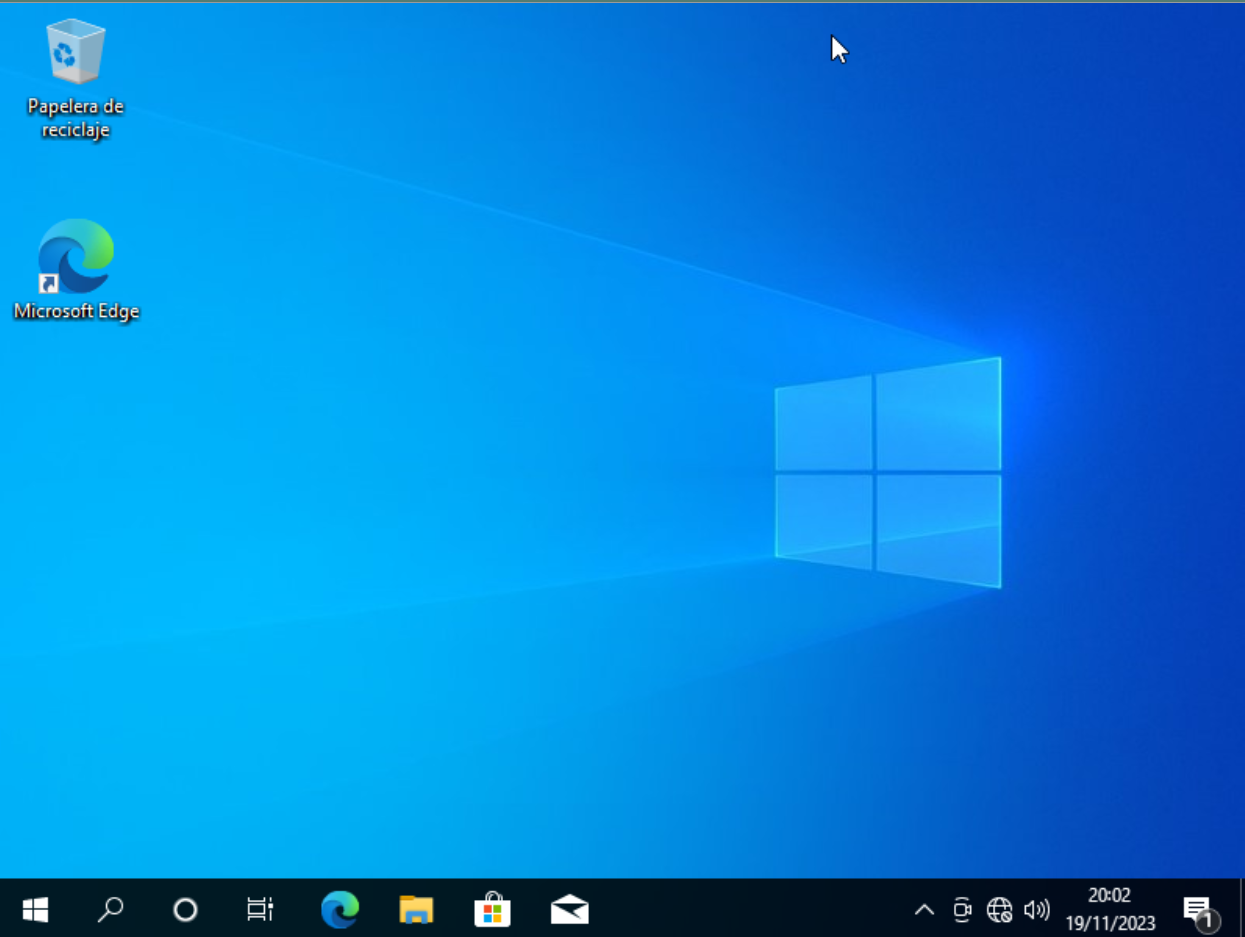 Papelera de
reciclaje
Microsoft Edge
20:02
19/11/2023
1